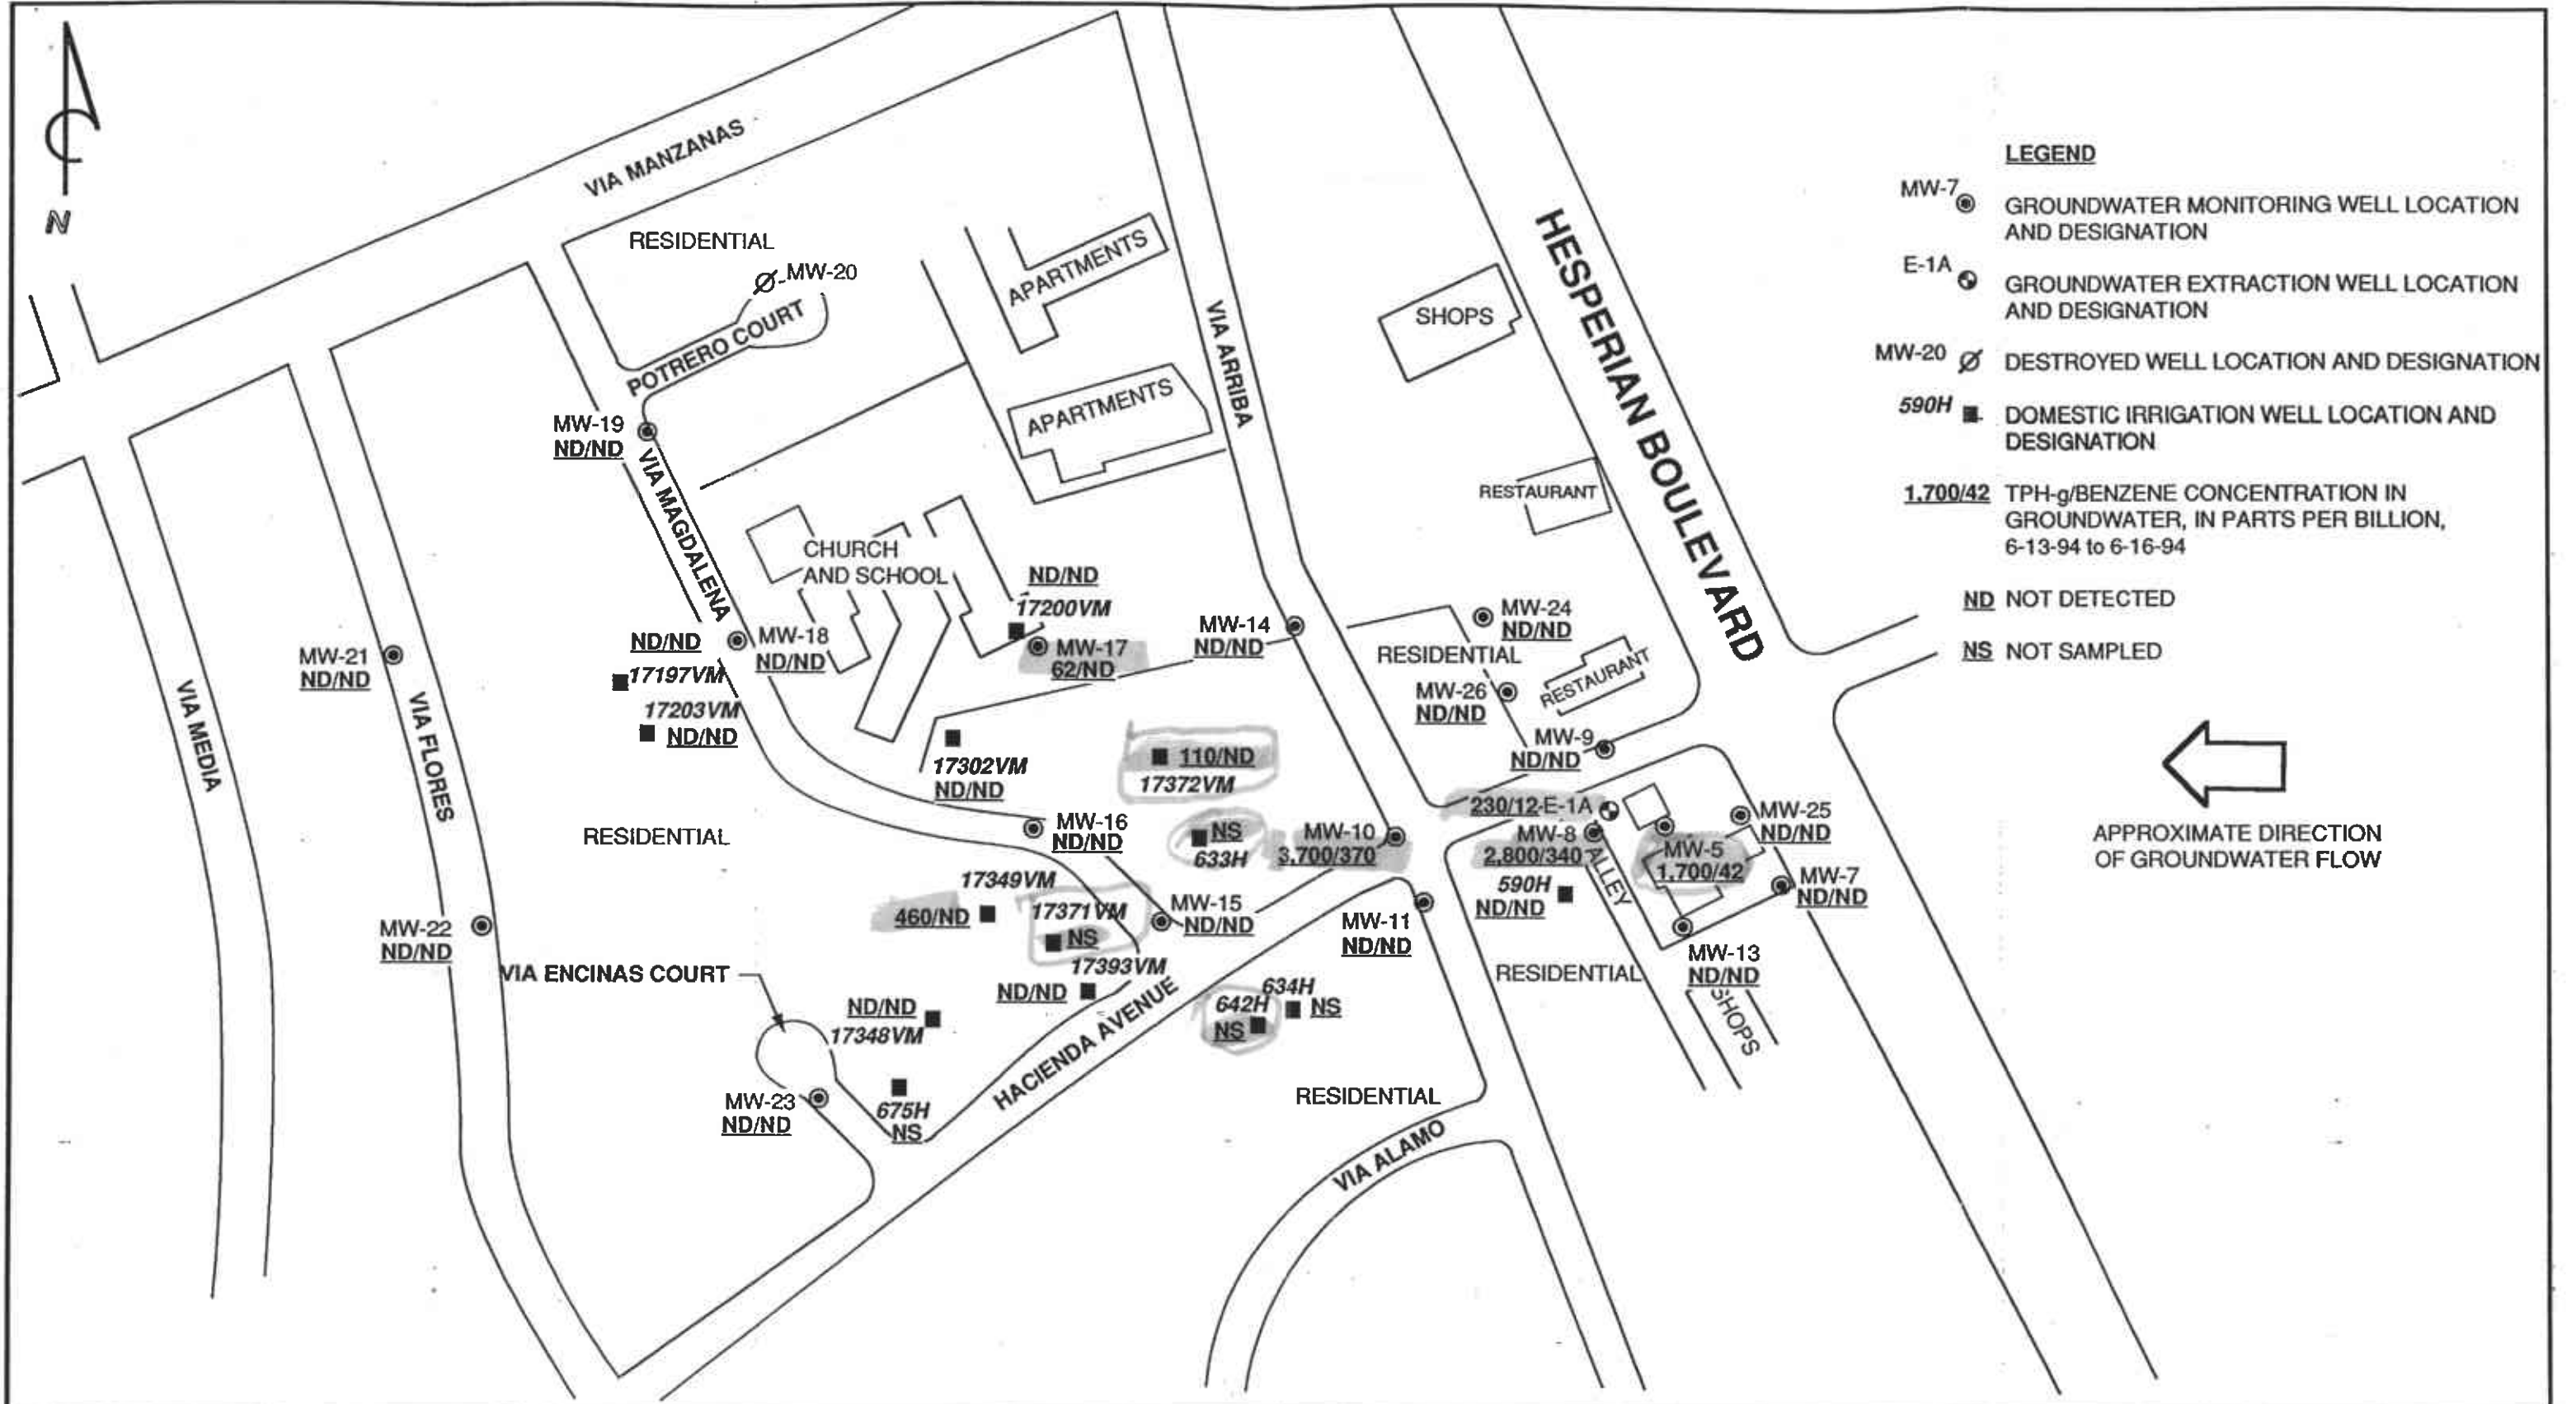 VIA MANZANAS
RESIDENTIAL
MW-20
POTRERO COURT
APARTMENTS
APARTMENTS
VIA ARRIBA
SHOPS
HESPERIAN BOULEVARD
RESTAURANT
N
MW-19
ND/ND
VIA MAGDALENA
CHURCH
AND SCHOOL
ND/ND
17200VM
MW-17
62/ND
MW-18
ND/ND
ND/ND
17197VM
17203VM
ND/ND
MW-14
ND/ND
MW-24
ND/ND
RESIDENTIAL
RESTAURANT
MW-26
ND/ND
MW-9
ND/ND
MW-21
ND/ND
VIA MEDIA
VIA FLORES
17302VM
ND/ND
110/ND
17372VM
RESIDENTIAL
MW-16
ND/ND
NS
633H
MW-10
3,700/370
230/12-E-1A
MW-8
2,800/340
ALLEY
MW-5
1,700/42
MW-25
ND/ND
MW-7
ND/ND
590H
ND/ND
17349VM
460/ND
17371VM
NS
MW-15
ND/ND
MW-11
ND/ND
MW-22
ND/ND
VIA ENCINAS COURT
17393VM
ND/ND
MW-13
ND/ND
SHOPS
RESIDENTIAL
634H
NS
642H
NS
ND/ND
17348VM
HACIENDA AVENUE
MW-23
ND/ND
675H
NS
RESIDENTIAL
VIA ALAMO
LEGEND
MW-7
GROUNDWATER MONITORING WELL LOCATION
AND DESIGNATION
E-1A
GROUNDWATER EXTRACTION WELL LOCATION
AND DESIGNATION
MW-20 DESTROYED WELL LOCATION AND DESIGNATION
590H DOMESTIC IRRIGATION WELL LOCATION AND
DESIGNATION
1,700/42 TPH-g/BENZENE CONCENTRATION IN
GROUNDWATER, IN PARTS PER BILLION,
6-13-94 to 6-16-94
ND NOT DETECTED
NS NOT SAMPLED
APPROXIMATE DIRECTION
OF GROUNDWATER FLOW